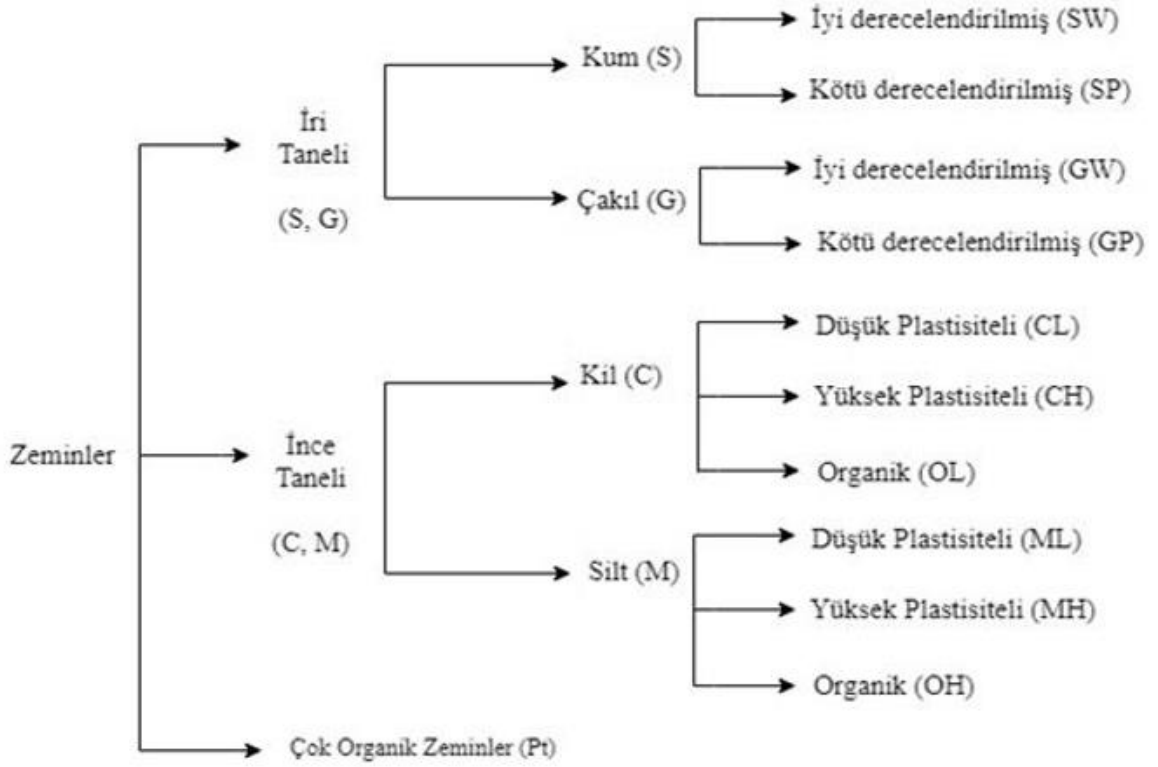 Zeminler
İri
Taneli
(S, G)
Kum (S)
İyi derecelendirilmiş (SW)
Kötü derecelendirilmiş (SP)
Çakıl (G)
İyi derecelendirilmiş (GW)
Kötü derecelendirilmiş (GP)
İnce
Taneli
(C, M)
Kil (C)
Düşük Plastisiteli (CL)
Yüksek Plastisiteli (CH)
Organik (OL)
Silt (M)
Düşük Plastisiteli (ML)
Yüksek Plastisiteli (MH)
Organik (OH)
Çok Organik Zeminler (Pt)